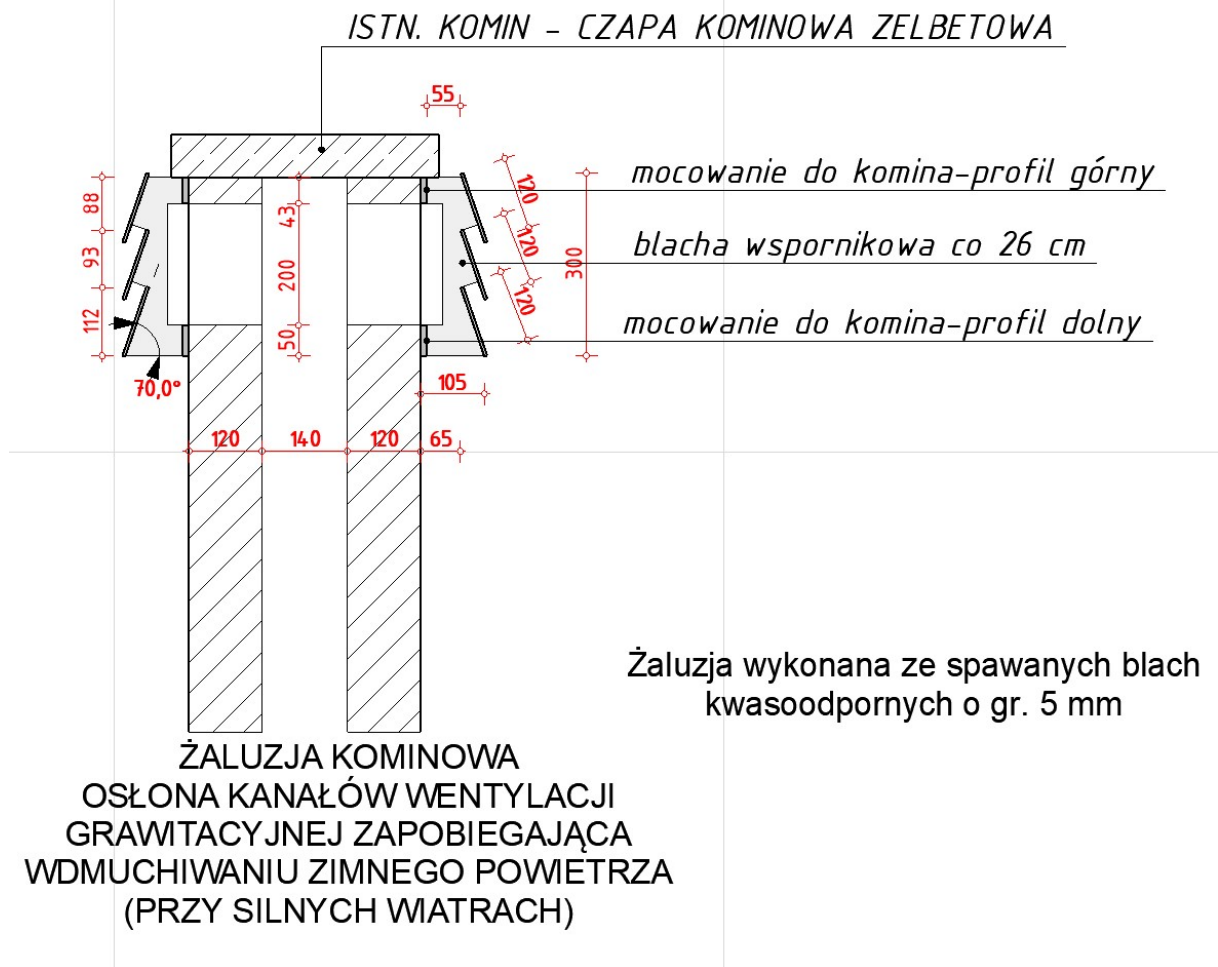 ISTN. KOMIN - CZAPA KOMINOWA ZELBETOWA
55
mocowanie do komina-profil górny
88
43
120
blacha wspornikowa co 26 cm
93
200
120
300
mocowanie do komina-profil dolny
112
50
120
70,0°
105
120
140
120
65
Żaluzja wykonana ze spawanych blach
kwasoodpornych o gr. 5 mm
ŻALUZJA KOMINOWA
OSŁONA KANAŁÓW WENTYLACJI
GRAWITACYJNEJ ZAPOBIEGAJĄCA
WDMUCHIWANIU ZIMNEGO POWIETRZA
(PRZY SILNYCH WIATRACH)